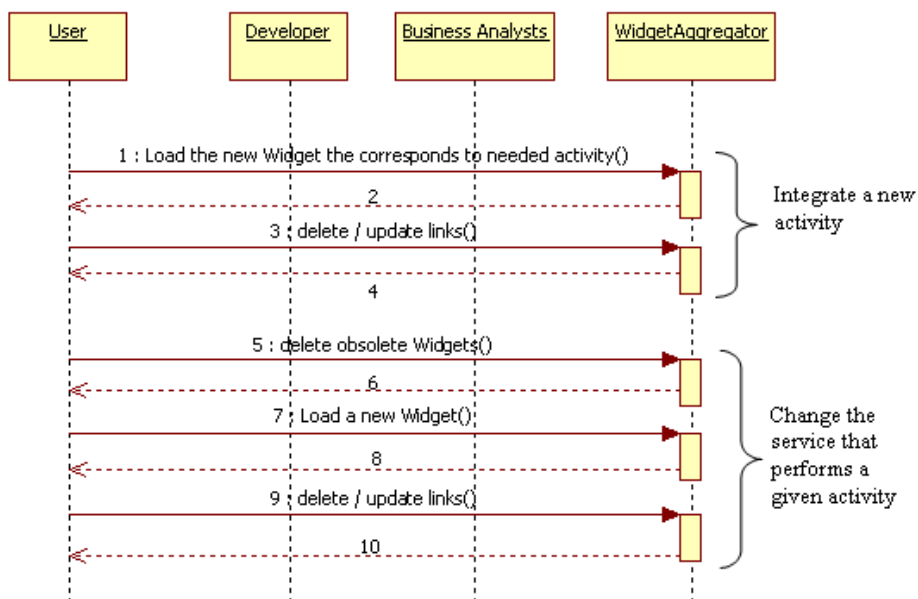 User
Developer
Business Analysts
WidgetAggregator
1 : Load the new Widget the corresponds to needed activity()
2
Integrate a new
activity
3 : delete / update links()
4
5 : delete obsolete Widgets()
6
7 : Load a new Widget()
Change the
service that
performs a
given activity
8
9 : delete / update links()
10